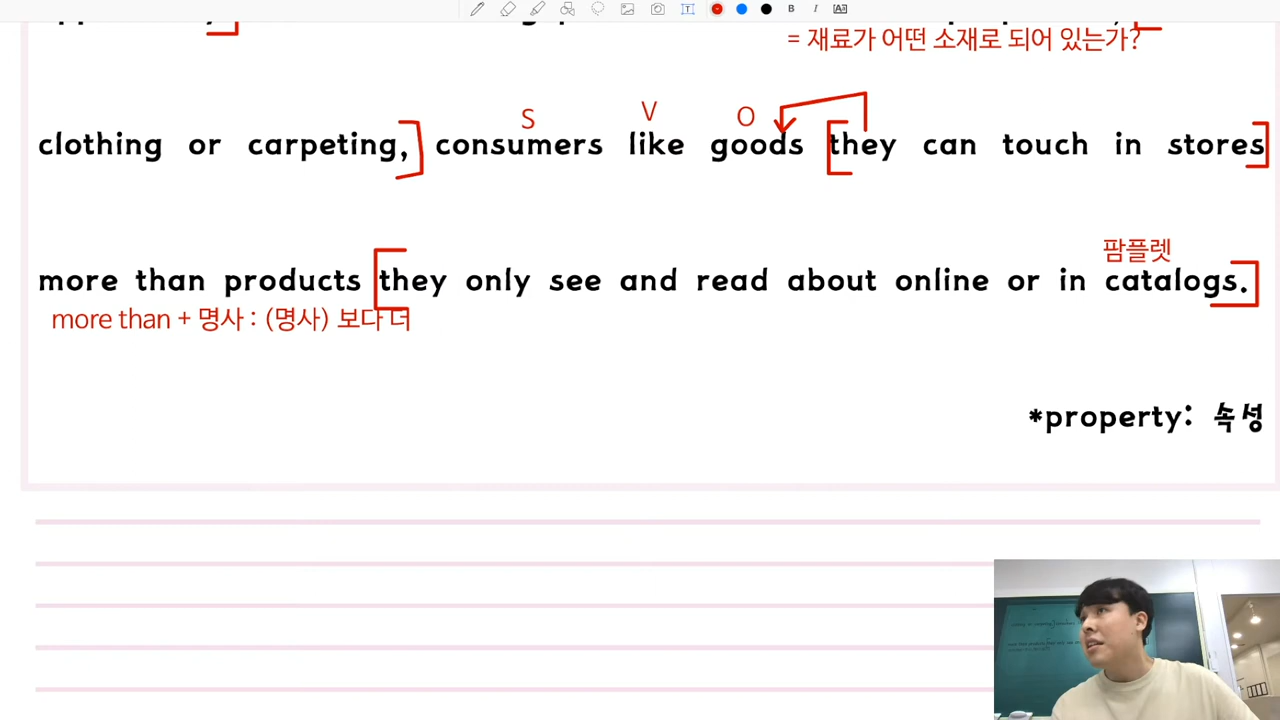 = 재료가 어떤 소재로 되어 있는가?
S V O
clothing or carpeting, consumers like goods they can touch in stores
팜플렛
more than products they only see and read about online or in catalogs.
more than + 명사 : (명사) 보다 더
*property: 속성